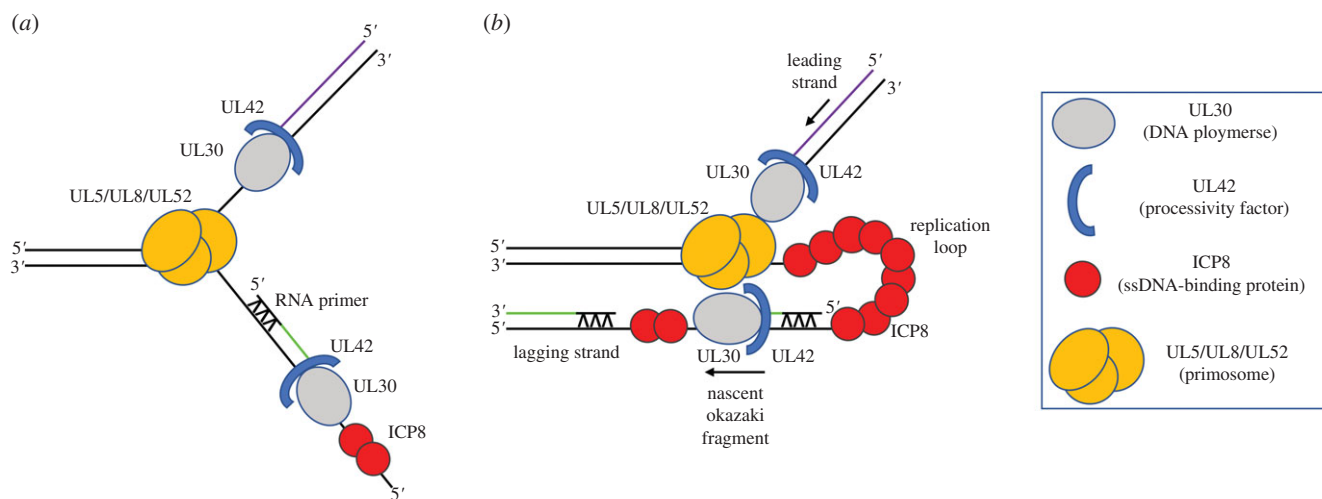 (a)
5′
3′
UL42
UL30
UL5/UL8/UL52
5′
3′
5′
RNA primer
UL42
UL30
ICP8
5′
(b)
leading
strand
5′
3′
UL30
UL42
UL5/UL8/UL52
replication
loop
5′
3′
3′
5′
5′
ICP8
lagging strand
UL30
UL42
nascent
okazaki
fragment
UL30
(DNA ploymerse)
UL42
(processivity factor)
ICP8
(ssDNA-binding protein)
UL5/UL8/UL52
(primosome)